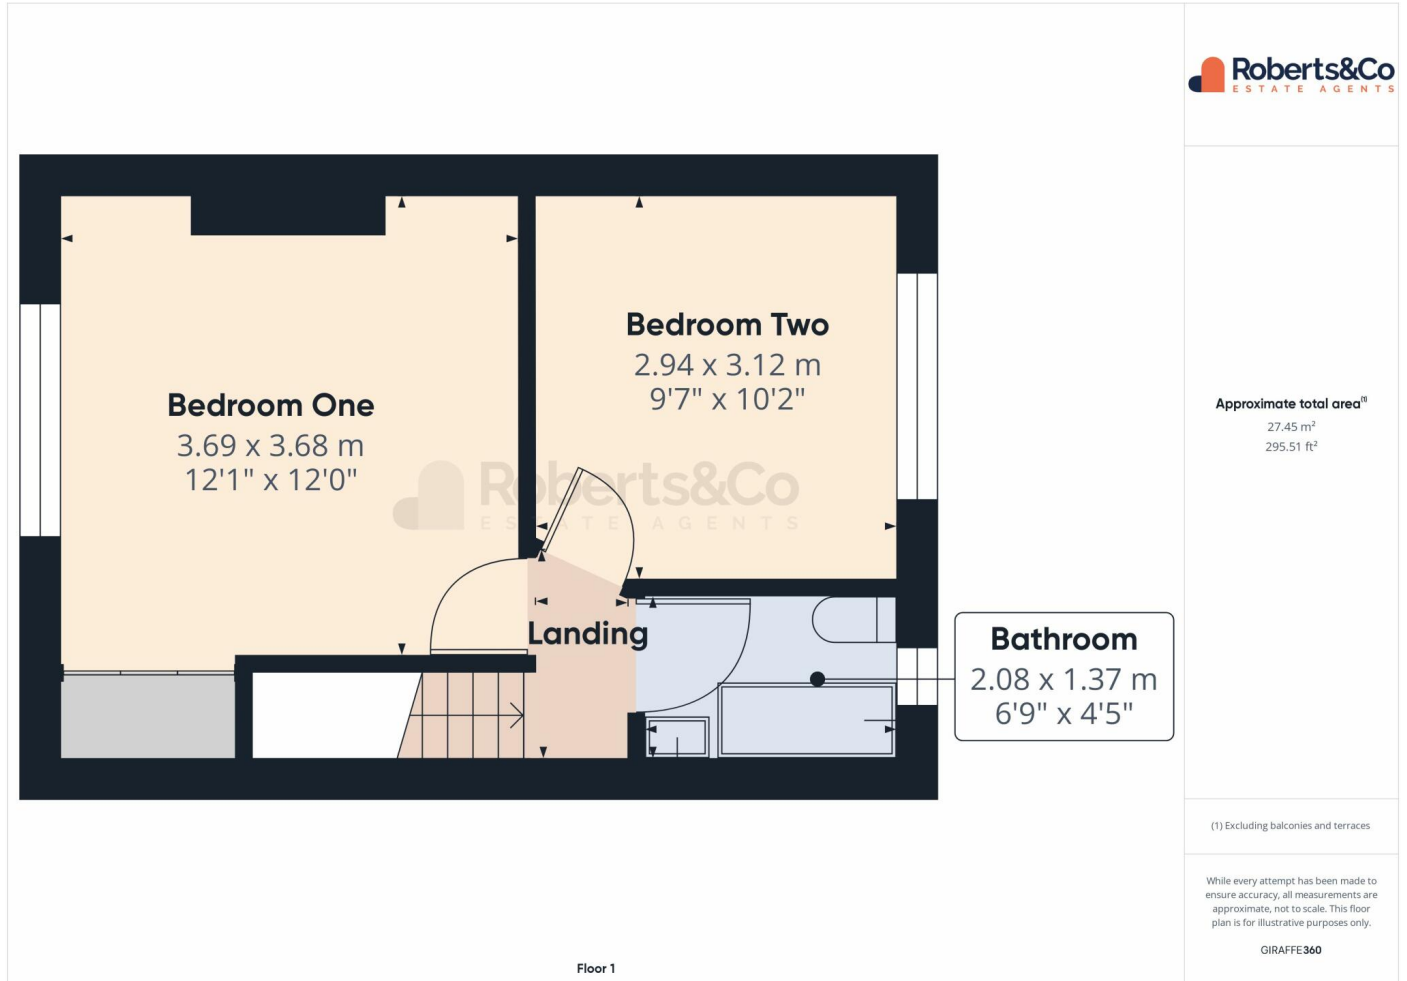 Roberts&Co
ESTATE AGENTS
Bedroom One
3.69 x 3.68 m
12'1" x 12'0"
Bedroom Two
2.94 x 3.12 m
9'7" x 10'2"
Roberts&Co
ESTATE AGENTS
Landing
Bathroom
2.08 x 1.37 m
6'9" x 4'5"
Approximate total area(1)
27.45 m²
295.51 ft²
(1) Excluding balconies and terraces
While every attempt has been made to
ensure accuracy, all measurements are
approximate, not to scale. This floor
plan is for illustrative purposes only.
GIRAFFE360
Floor 1